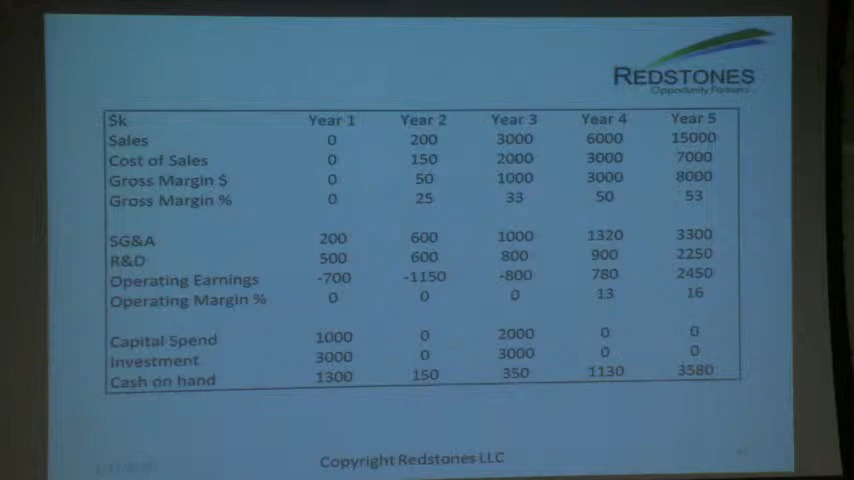 REDSTONES
Opportunity Partners
$k Year 1 Year 2 Year 3 Year 4 Year 5
Sales 0 200 3000 6000 15000
Cost of Sales 0 150 2000 3000 7000
Gross Margin $ 0 50 1000 3000 8000
Gross Margin % 0 25 33 50 53
SG&A 200 600 1000 1320 3300
R&D 500 600 800 900 2250
Operating Earnings -700 -1150 -800 780 2450
Operating Margin % 0 0 0 13 16
Capital Spend 1000 0 2000 0 0
Investment 3000 0 3000 0 0
Cash on hand 1300 150 350 1130 3580
Copyright Redstones LLC